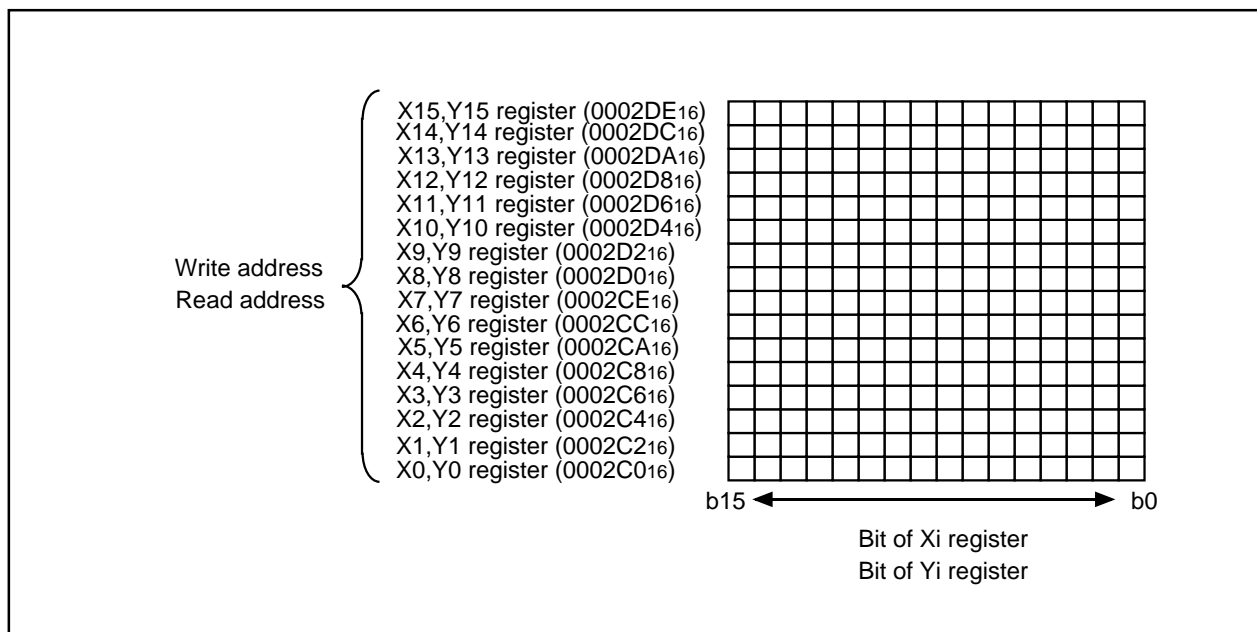 X15,Y15 register (0002DE16)
X14,Y14 register (0002DC16)
X13,Y13 register (0002DA16)
X12,Y12 register (0002D816)
X11,Y11 register (0002D616)
X10,Y10 register (0002D416)
X9,Y9 register (0002D216)
X8,Y8 register (0002D016)
X7,Y7 register (0002CE16)
X6,Y6 register (0002CC16)
X5,Y5 register (0002CA16)
X4,Y4 register (0002C816)
X3,Y3 register (0002C616)
X2,Y2 register (0002C416)
X1,Y1 register (0002C216)
X0,Y0 register (0002C016)
Write address
Read address
b15 b0
Bit of Xi register
Bit of Yi register